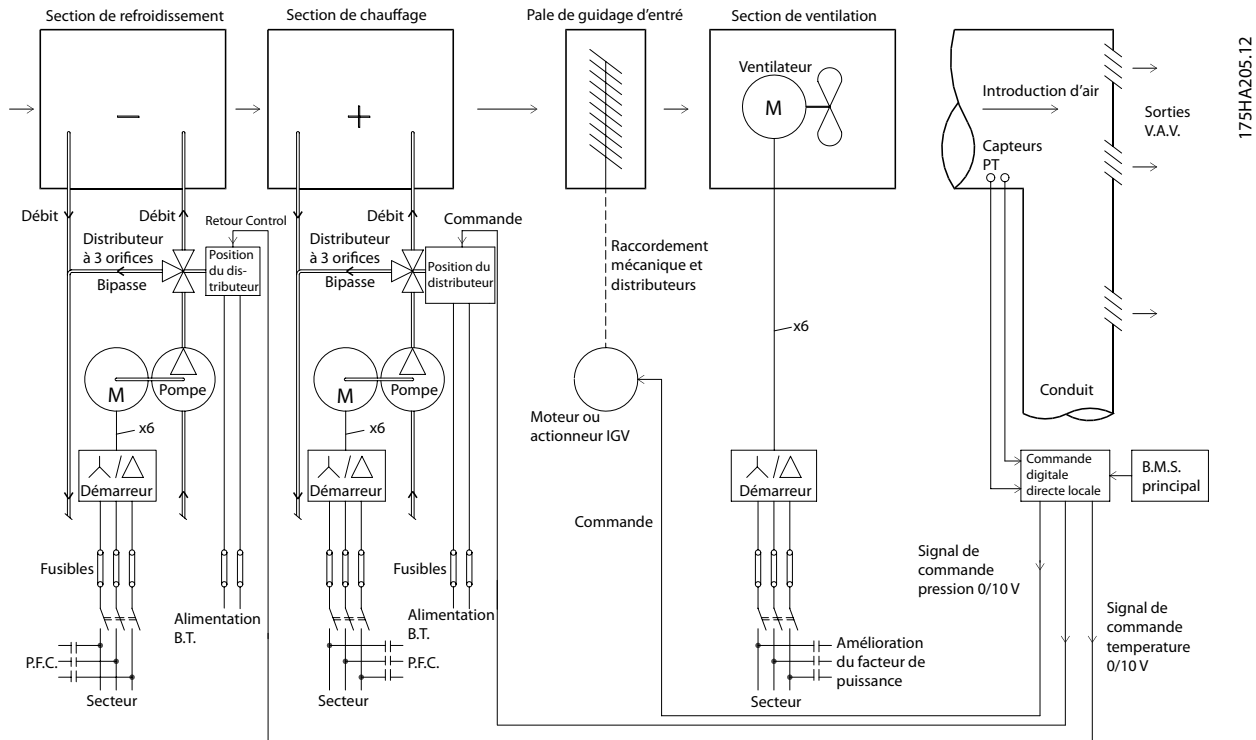 Section de refroidissement
Section de chauffage
Pale de guidage d'entré
Section de ventilation
175HA205.12
–
+
Ventilateur
M
Introduction d'air
Sorties
V.A.V.
Capteurs
PT
Débit
Débit
Retour Control
Débit
Débit
Commande
Distributeur
à 3 orifices
Bipasse
Position
du dis-
tributeur
Distributeur
à 3 orifices
Bipasse
Position du
distributeur
Raccordement
mécanique et
distributeurs
x6
M
Pompe
M
Pompe
Conduit
Moteur ou
actionneur IGV
x6
x6
Démarreur
Démarreur
Démarreur
Commande
digitale
directe locale
B.M.S.
principal
Commande
Fusibles
Fusibles
Signal de
commande
pression 0/10 V
Alimentation
B.T.
Alimentation
B.T.
Signal de
commande
temperature
0/10 V
P.F.C.
P.F.C.
Amélioration
du facteur de
puissance
Secteur
Secteur
Secteur